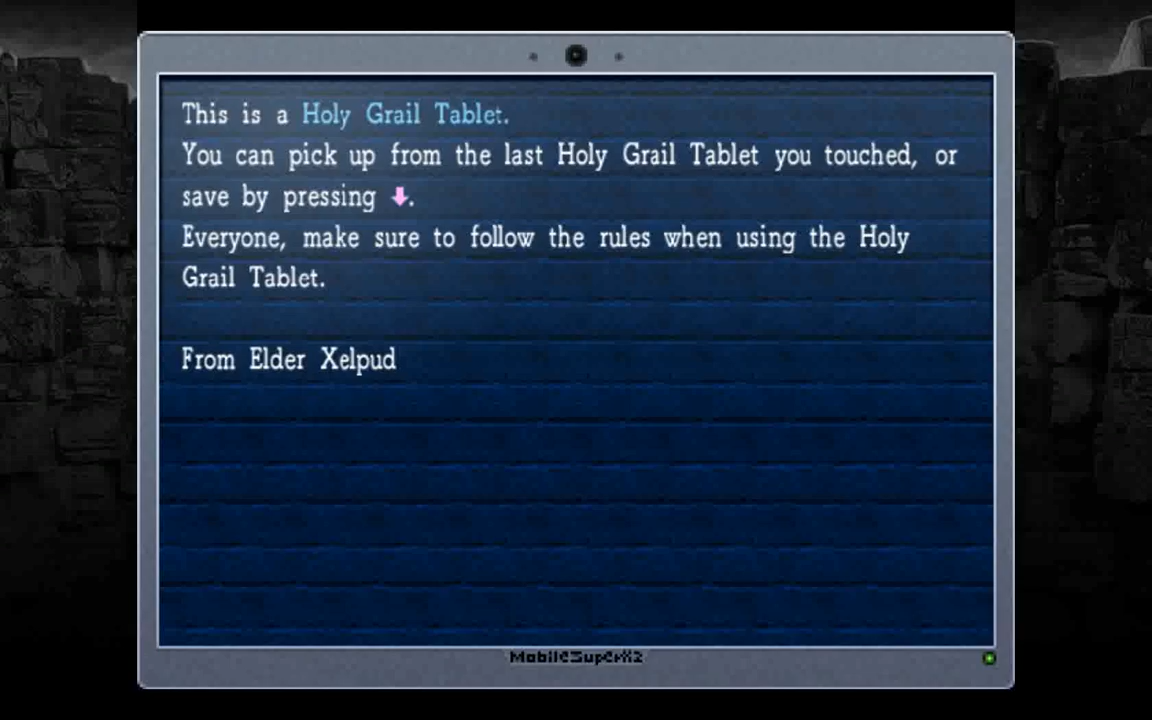 This is a Holy Grail Tablet.
You can pick up from the last Holy Grail Tablet you touched, or
save by pressing ⬇.
Everyone, make sure to follow the rules when using the Holy
Grail Tablet.
From Elder Xelpud
MobileSuperX2